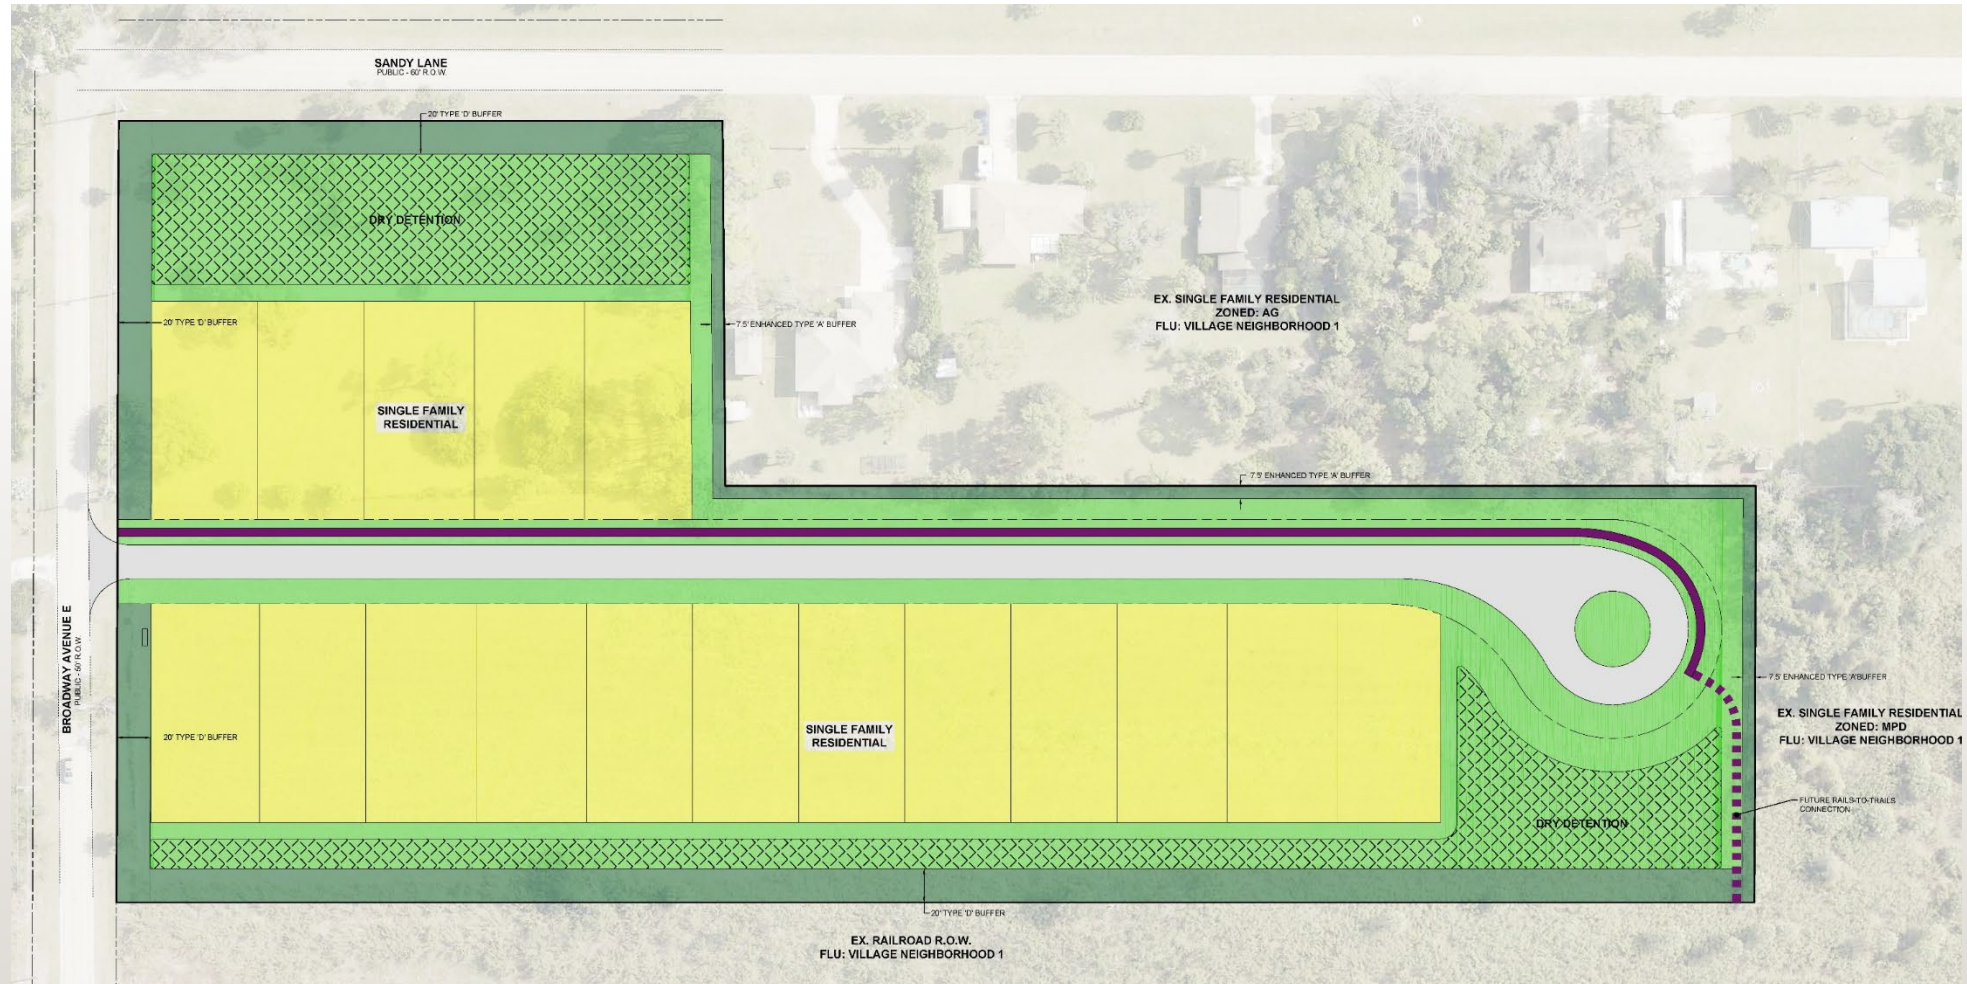 SANDY LANE
PUBLIC - 60' R.O.W.
20' TYPE 'D' BUFFER
DRY DETENTION
20' TYPE 'D' BUFFER
7.5' ENHANCED TYPE 'A' BUFFER
EX. SINGLE FAMILY RESIDENTIAL
ZONED: AG
FLU: VILLAGE NEIGHBORHOOD 1
SINGLE FAMILY
RESIDENTIAL
7.5' ENHANCED TYPE 'A' BUFFER
BROADWAY AVENUE E
PUBLIC - 50' R.O.W.
7.5' ENHANCED TYPE 'A' BUFFER
EX. SINGLE FAMILY RESIDENTIAL
ZONED: MPD
FLU: VILLAGE NEIGHBORHOOD 1
20' TYPE 'D' BUFFER
SINGLE FAMILY
RESIDENTIAL
FUTURE RAILS-TO-TRAILS
CONNECTION
DRY DETENTION
20' TYPE 'D' BUFFER
EX. RAILROAD R.O.W.
FLU: VILLAGE NEIGHBORHOOD 1